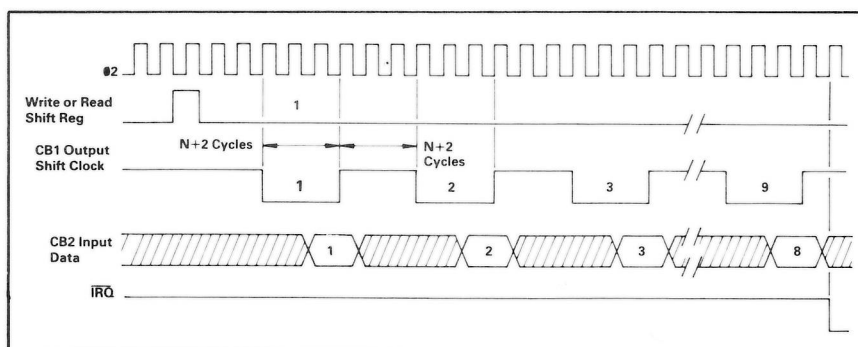 φ2
Write or Read
Shift Reg
1
CB1 Output
Shift Clock
N+2 Cycles
N+2
Cycles
1
2
3
9
CB2 Input
Data
1
2
3
8
IRQ